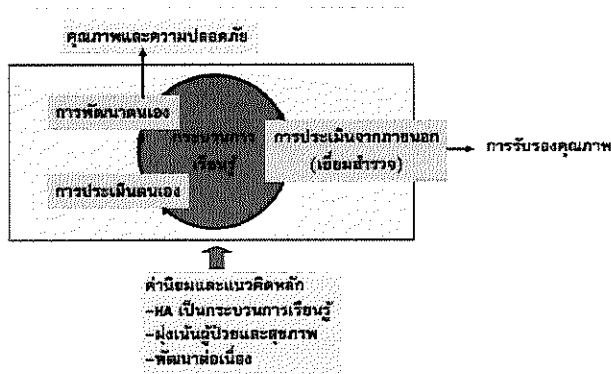 คุณภาพและความปลอดภัย
การพัฒนาตนเอง
กระบวนการ
เรียนรู้
การประเมินจากภายนอก
(เยี่ยมสำรวจ)
การรับรองคุณภาพ
การประเมินตนเอง
ค่านิยมและแนวคิดหลัก
-HA เป็นกระบวนการเรียนรู้
-มุ่งเน้นผู้ป่วยและสุขภาพ
-พัฒนาต่อเนื่อง